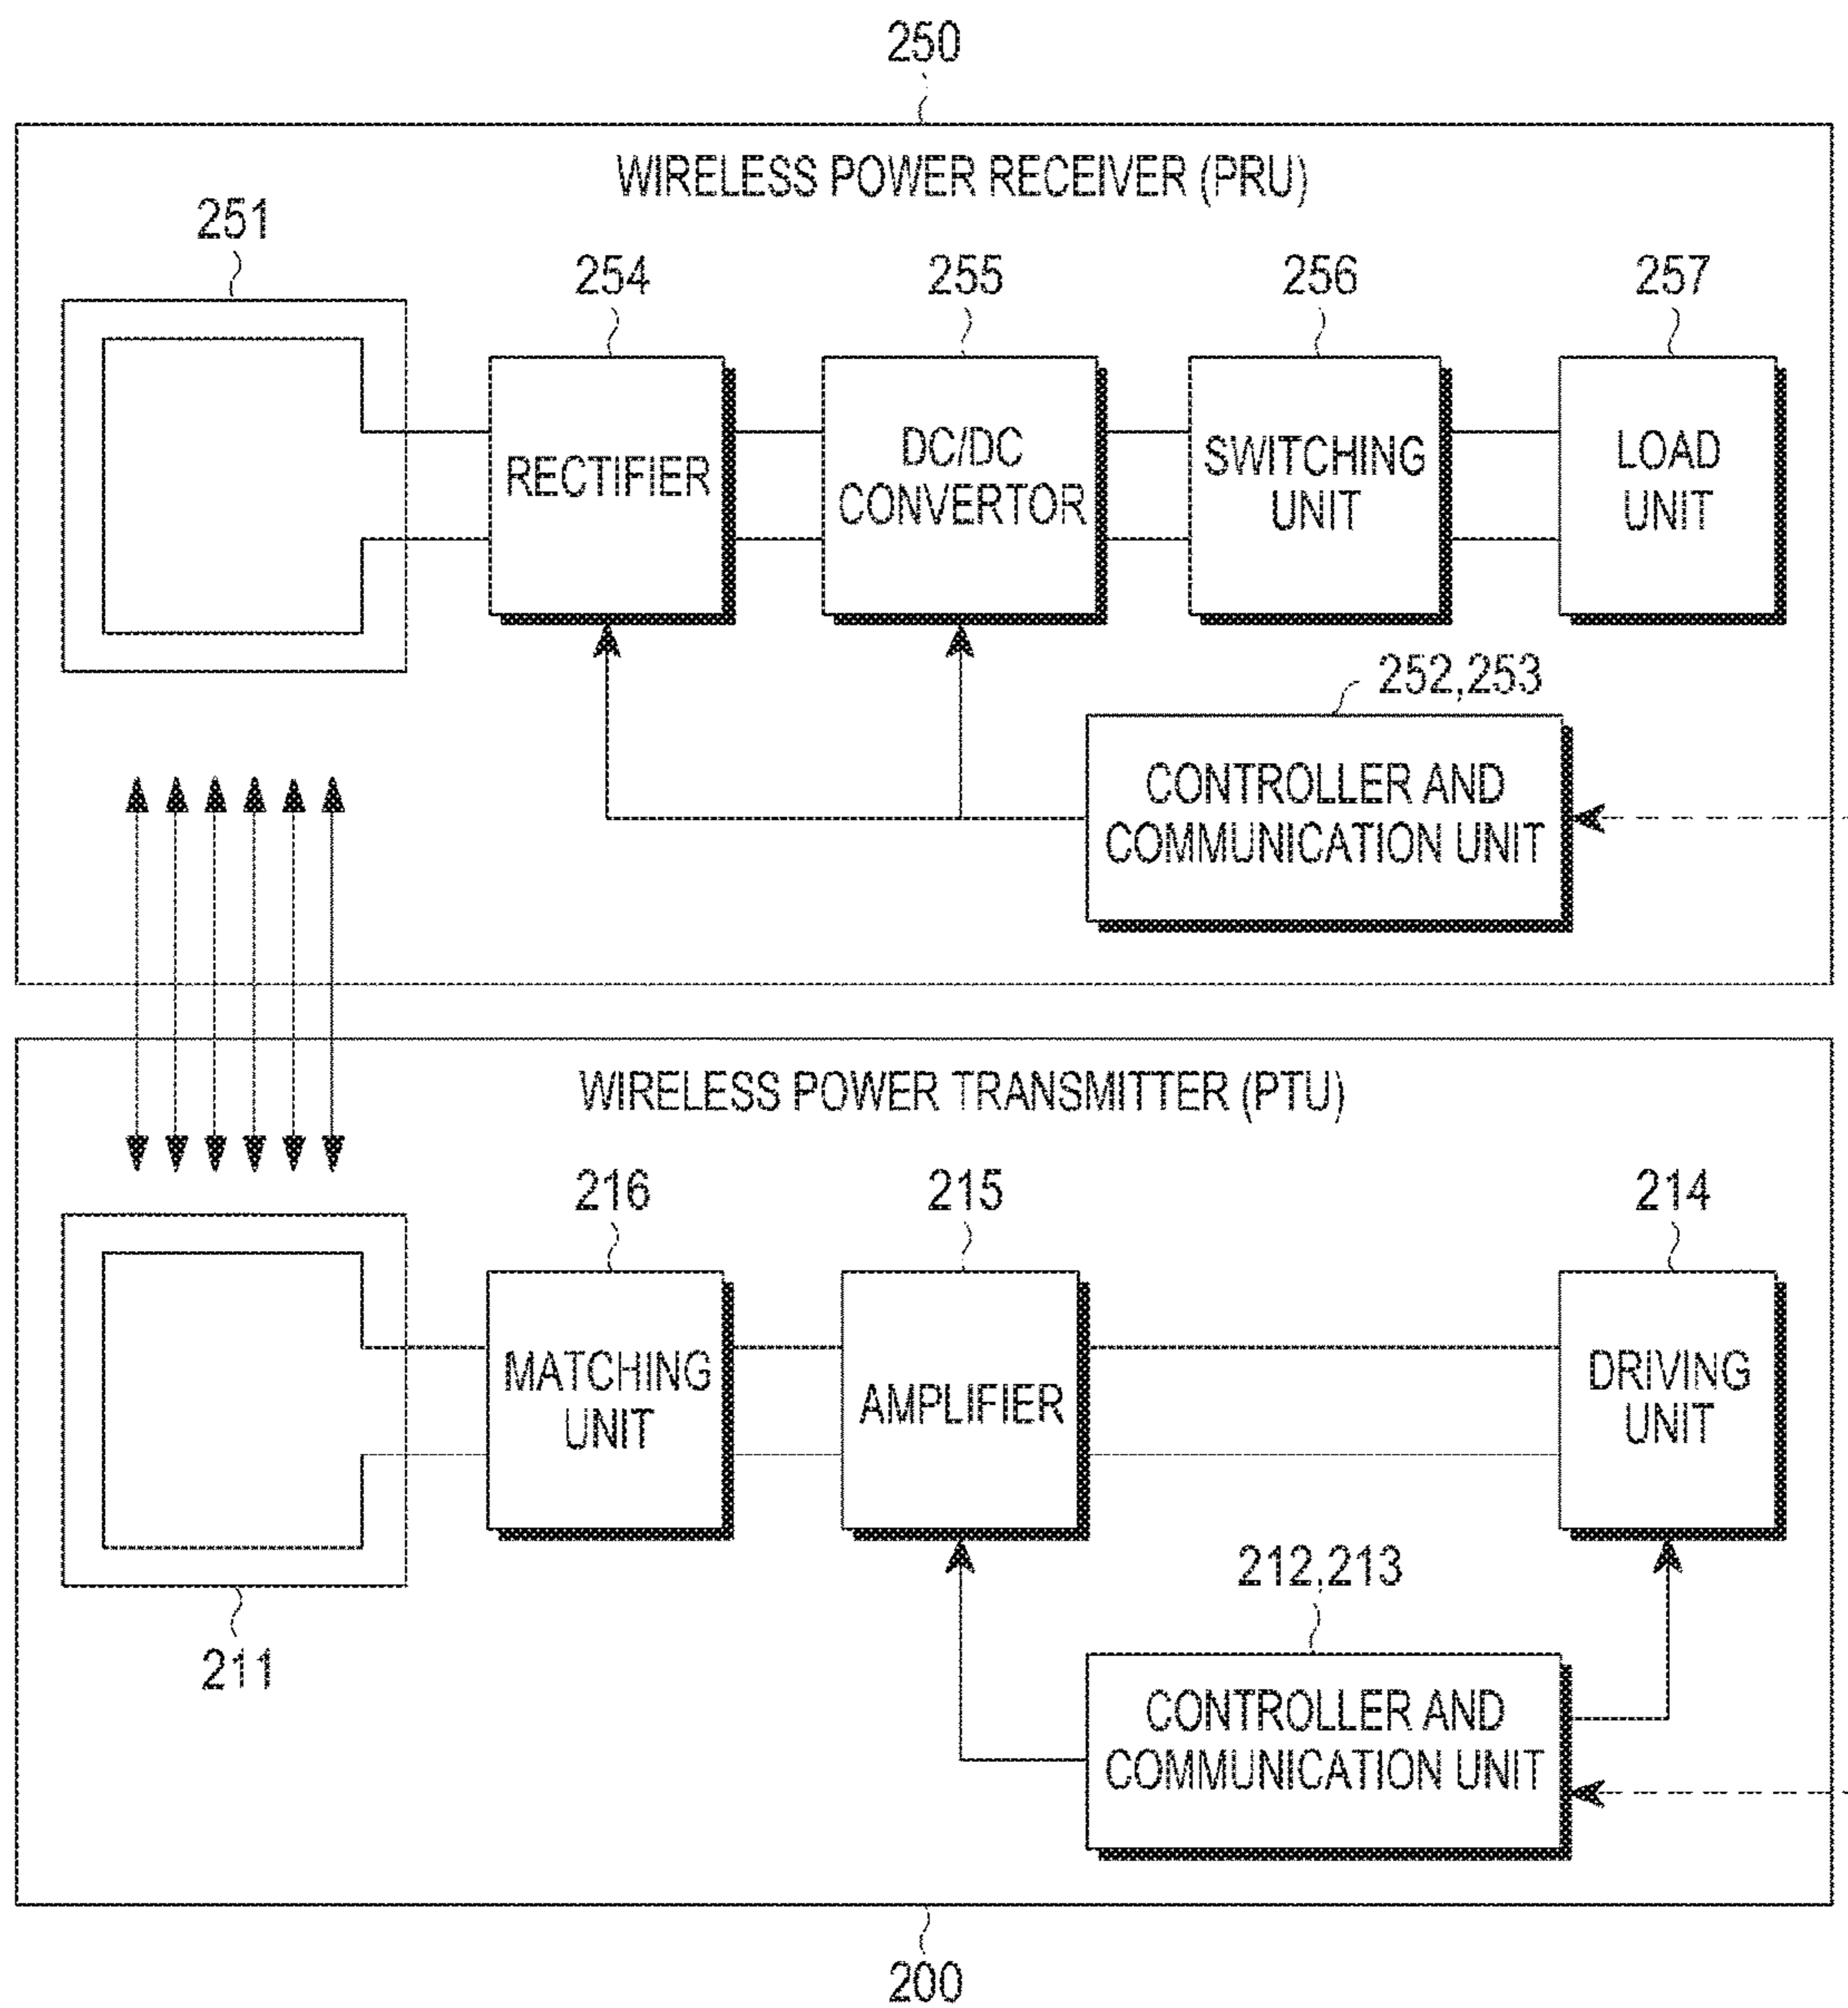 250
WIRELESS POWER RECEIVER (PRU)
251
254
255
256
257
RECTIFIER
DC/DC
CONVERTOR
SWITCHING
UNIT
LOAD
UNIT
252,253
CONTROLLER AND
COMMUNICATION UNIT
WIRELESS POWER TRANSMITTER (PTU)
216
215
214
MATCHING
UNIT
AMPLIFIER
DRIVING
UNIT
212,213
211
CONTROLLER AND
COMMUNICATION UNIT
200